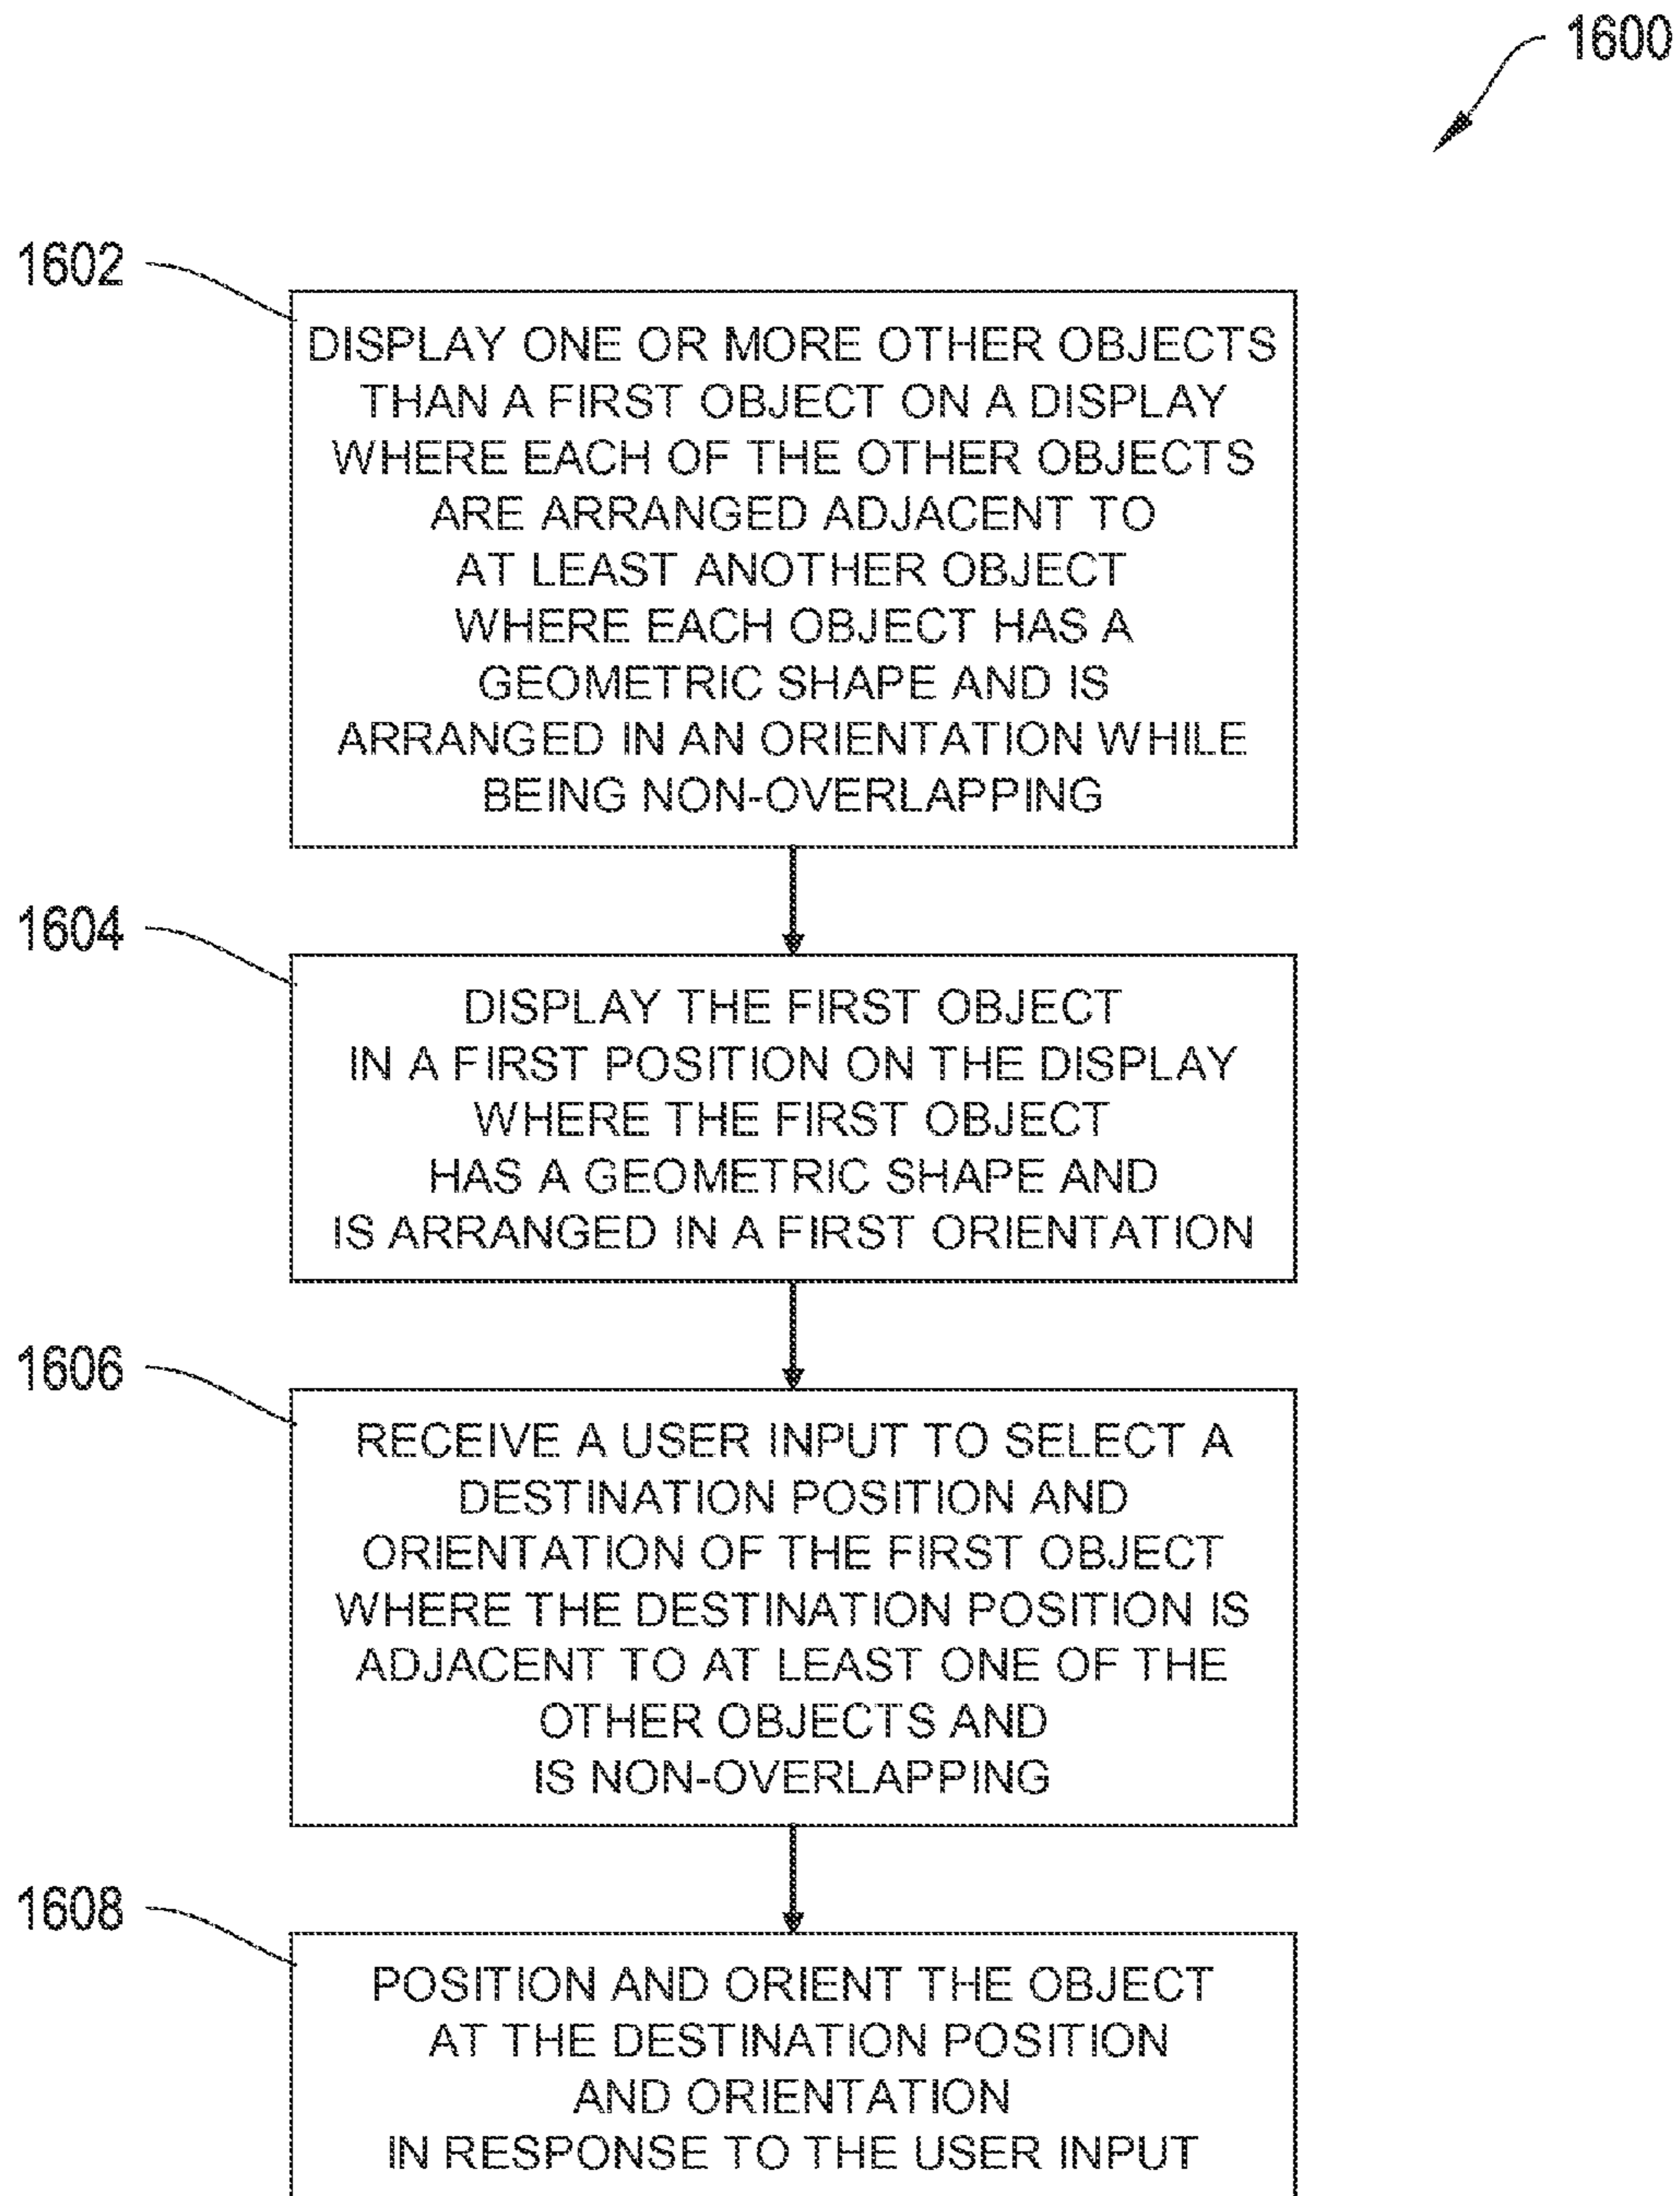 1600
1602
DISPLAY ONE OR MORE OTHER OBJECTS
THAN A FIRST OBJECT ON A DISPLAY
WHERE EACH OF THE OTHER OBJECTS
ARE ARRANGED ADJACENT TO
AT LEAST ANOTHER OBJECT
WHERE EACH OBJECT HAS A
GEOMETRIC SHAPE AND IS
ARRANGED IN AN ORIENTATION WHILE
BEING NON-OVERLAPPING
1604
DISPLAY THE FIRST OBJECT
IN A FIRST POSITION ON THE DISPLAY
WHERE THE FIRST OBJECT
HAS A GEOMETRIC SHAPE AND
IS ARRANGED IN A FIRST ORIENTATION
1606
RECEIVE A USER INPUT TO SELECT A
DESTINATION POSITION AND
ORIENTATION OF THE FIRST OBJECT
WHERE THE DESTINATION POSITION IS
ADJACENT TO AT LEAST ONE OF THE
OTHER OBJECTS AND
IS NON-OVERLAPPING
1608
POSITION AND ORIENT THE OBJECT
AT THE DESTINATION POSITION
AND ORIENTATION
IN RESPONSE TO THE USER INPUT